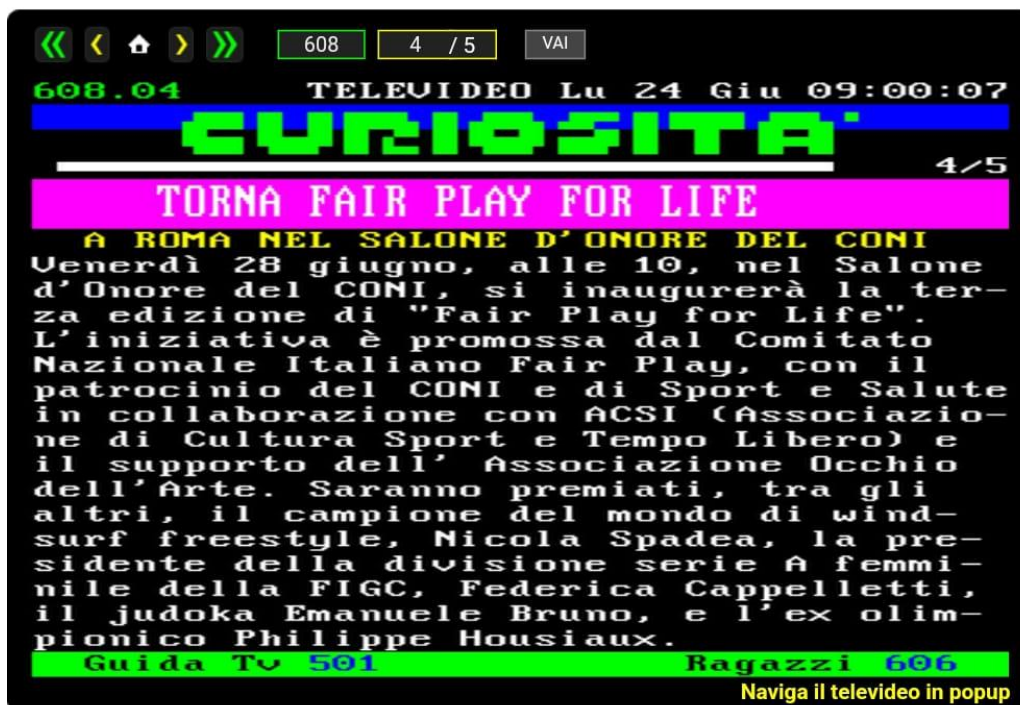 608 4 / 5 VAI
608.04 TELEVIDEO Lu 24 Giu 09:00:07
CURIOSITA'
4/5
TORNA FAIR PLAY FOR LIFE
A ROMA NEL SALONE D'ONORE DEL CONI
Venerdì 28 giugno, alle 10, nel Salone
d'Onore del CONI, si inaugurerà la ter-
za edizione di "Fair Play for Life".
L'iniziativa è promossa dal Comitato
Nazionale Italiano Fair Play, con il
patrocinio del CONI e di Sport e Salute
in collaborazione con ACSI (Associazio-
ne di Cultura Sport e Tempo Libero) e
il supporto dell' Associazione Occhio
dell'Arte. Saranno premiati, tra gli
altri, il campione del mondo di wind-
surf freestyle, Nicola Spadea, la pre-
sidente della divisione serie A femmi-
nile della FIGC, Federica Cappelletti,
il judoka Emanuele Bruno, e l'ex olim-
pionico Philippe Housiaux.
Guida Tv 501 Ragazzi 606
Naviga il televideo in popup